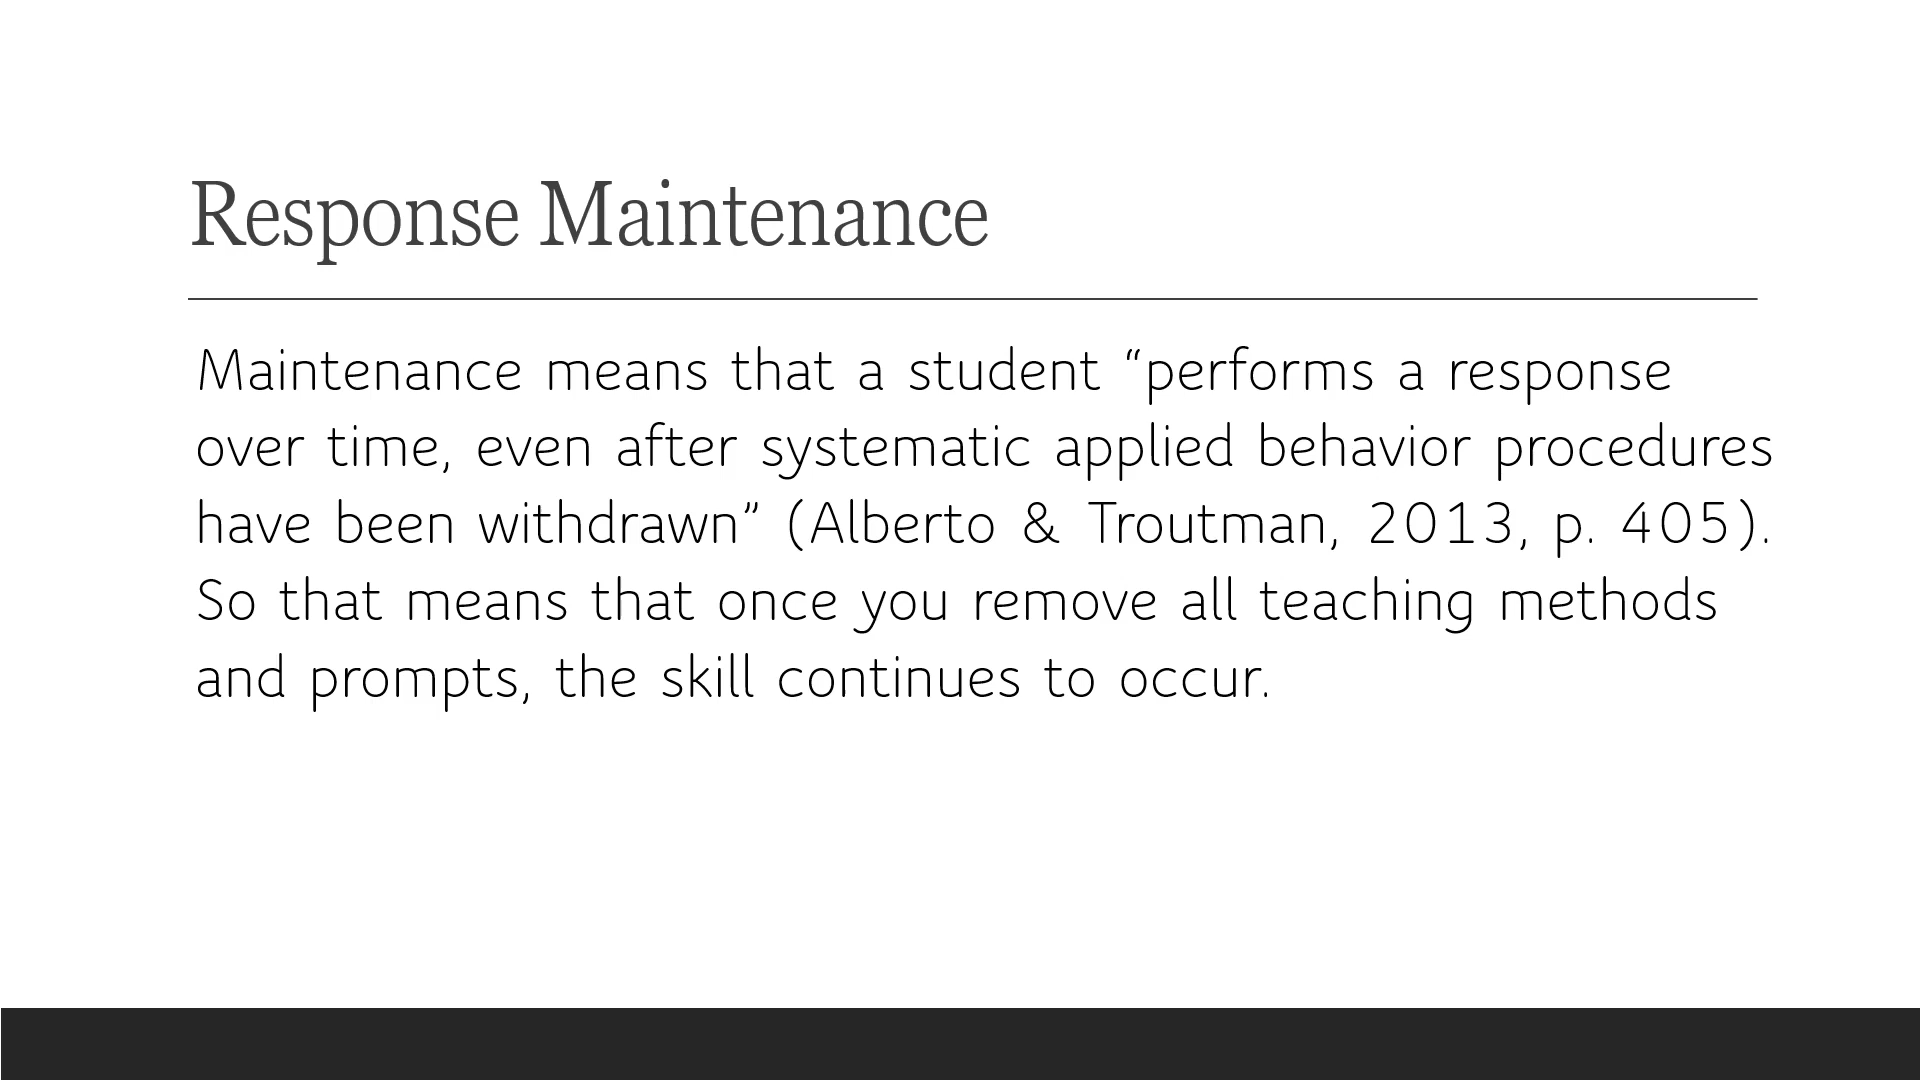 Response Maintenance
Maintenance means that a student “performs a response
over time, even after systematic applied behavior procedures
have been withdrawn” (Alberto & Troutman, 2013, p. 405).
So that means that once you remove all teaching methods
and prompts, the skill continues to occur.